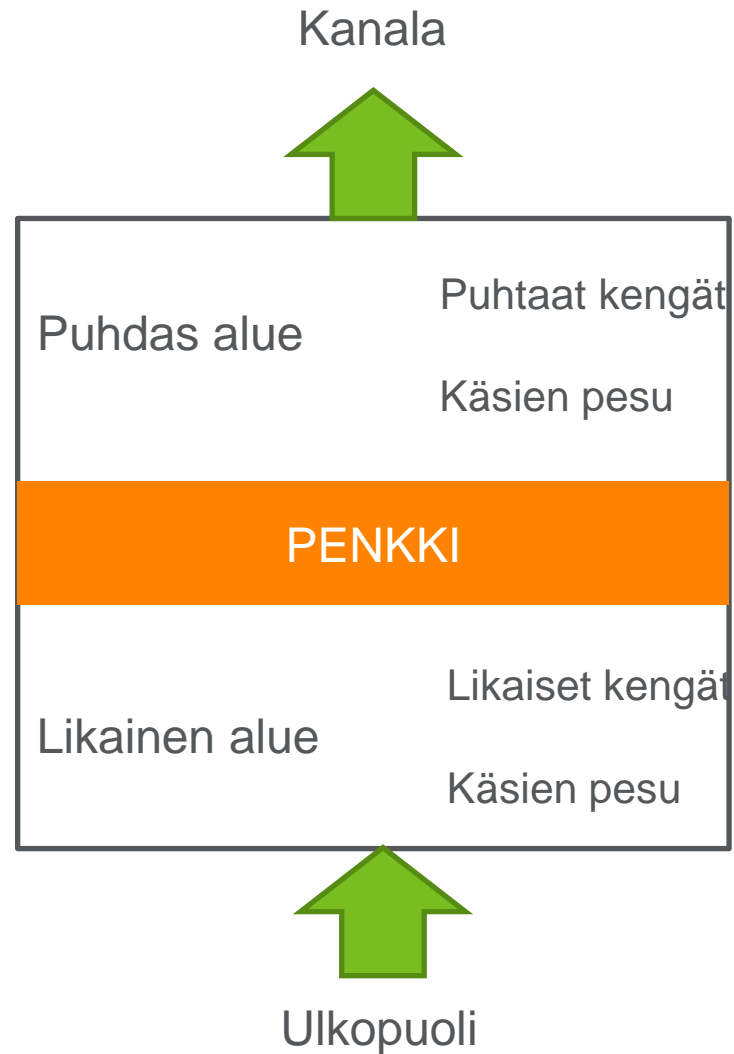 Kanala
Puhtaat kengät
Puhdas alue
Käsien pesu
PENKKI
Likaiset kengät
Likainen alue
Käsien pesu
Ulkopuoli